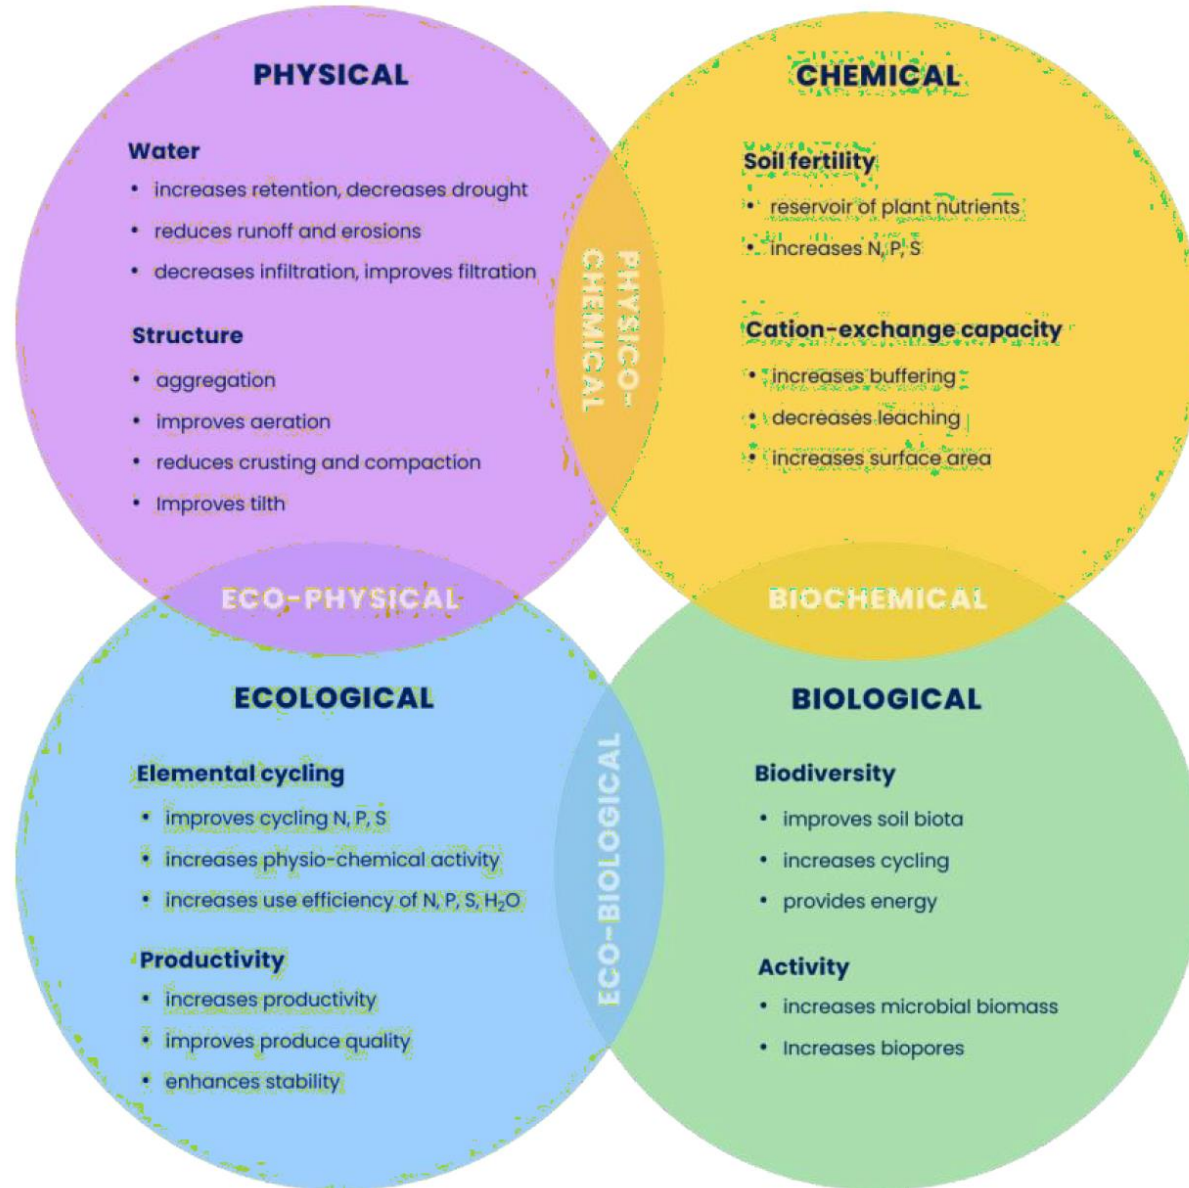 PHYSICAL
Water
• increases retention, decreases drought
• reduces runoff and erosions
• decreases infiltration, improves filtration
Structure
• aggregation
• improves aeration
• reduces crusting and compaction
• Improves tilth
PHYSICO-
CHEMICAL
CHEMICAL
Soil fertility
• reservoir of plant nutrients
• increases N, P, S
Cation-exchange capacity
• increases buffering
• decreases leaching
• increases surface area
ECO-PHYSICAL
BIOCHEMICAL
ECOLOGICAL
Elemental cycling
• improves cycling N, P, S
• increases physio-chemical activity
• increases use efficiency of N, P, S, H₂O
Productivity
• increases productivity
• improves produce quality
• enhances stability
ECO-BIOLOGICAL
BIOLOGICAL
Biodiversity
• improves soil biota
• increases cycling
• provides energy
Activity
• increases microbial biomass
• Increases biopores